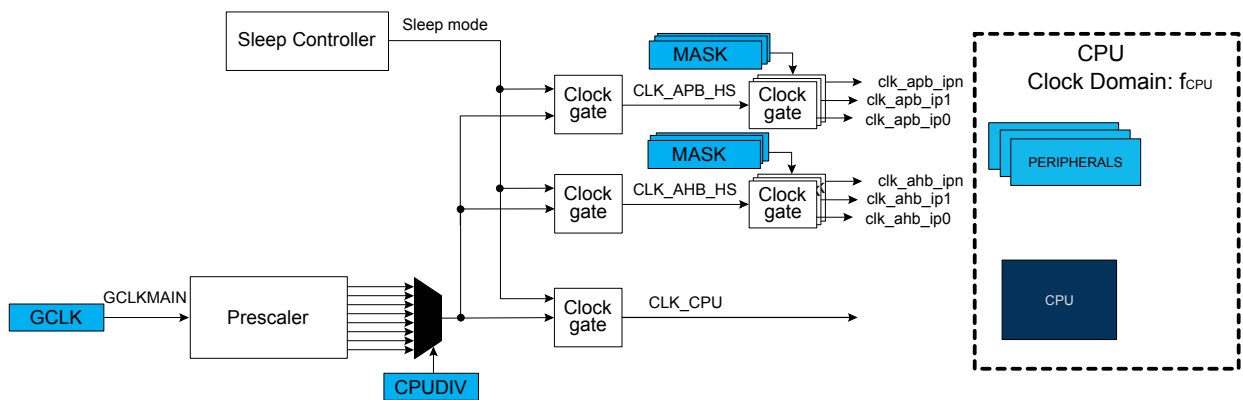 Sleep mode
Sleep Controller
MASK
CPU
Clock Domain: fCPU
Clock
gate
CLK_APB_HS
Clock
gate
clk_apb_ipn
clk_apb_ip1
clk_apb_ip0
MASK
PERIPHERALS
Clock
gate
CLK_AHB_HS
Clock
gate
clk_ahb_ipn
clk_ahb_ip1
clk_ahb_ip0
GCLK
GCLKMAIN
Prescaler
Clock
gate
CLK_CPU
CPU
CPUDIV